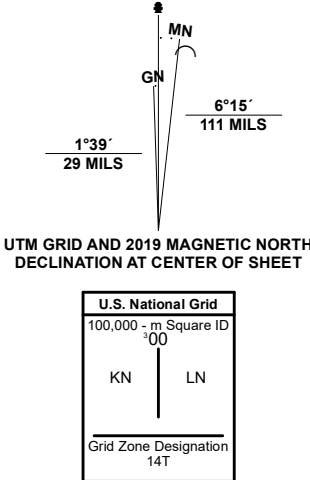 MN
GN
6°15´
111 MILS
1°39´
29 MILS
UTM GRID AND 2019 MAGNETIC NORTH
DECLINATION AT CENTER OF SHEET
U.S. National Grid
100,000 - m Square ID
³00
KN LN
Grid Zone Designation
14T